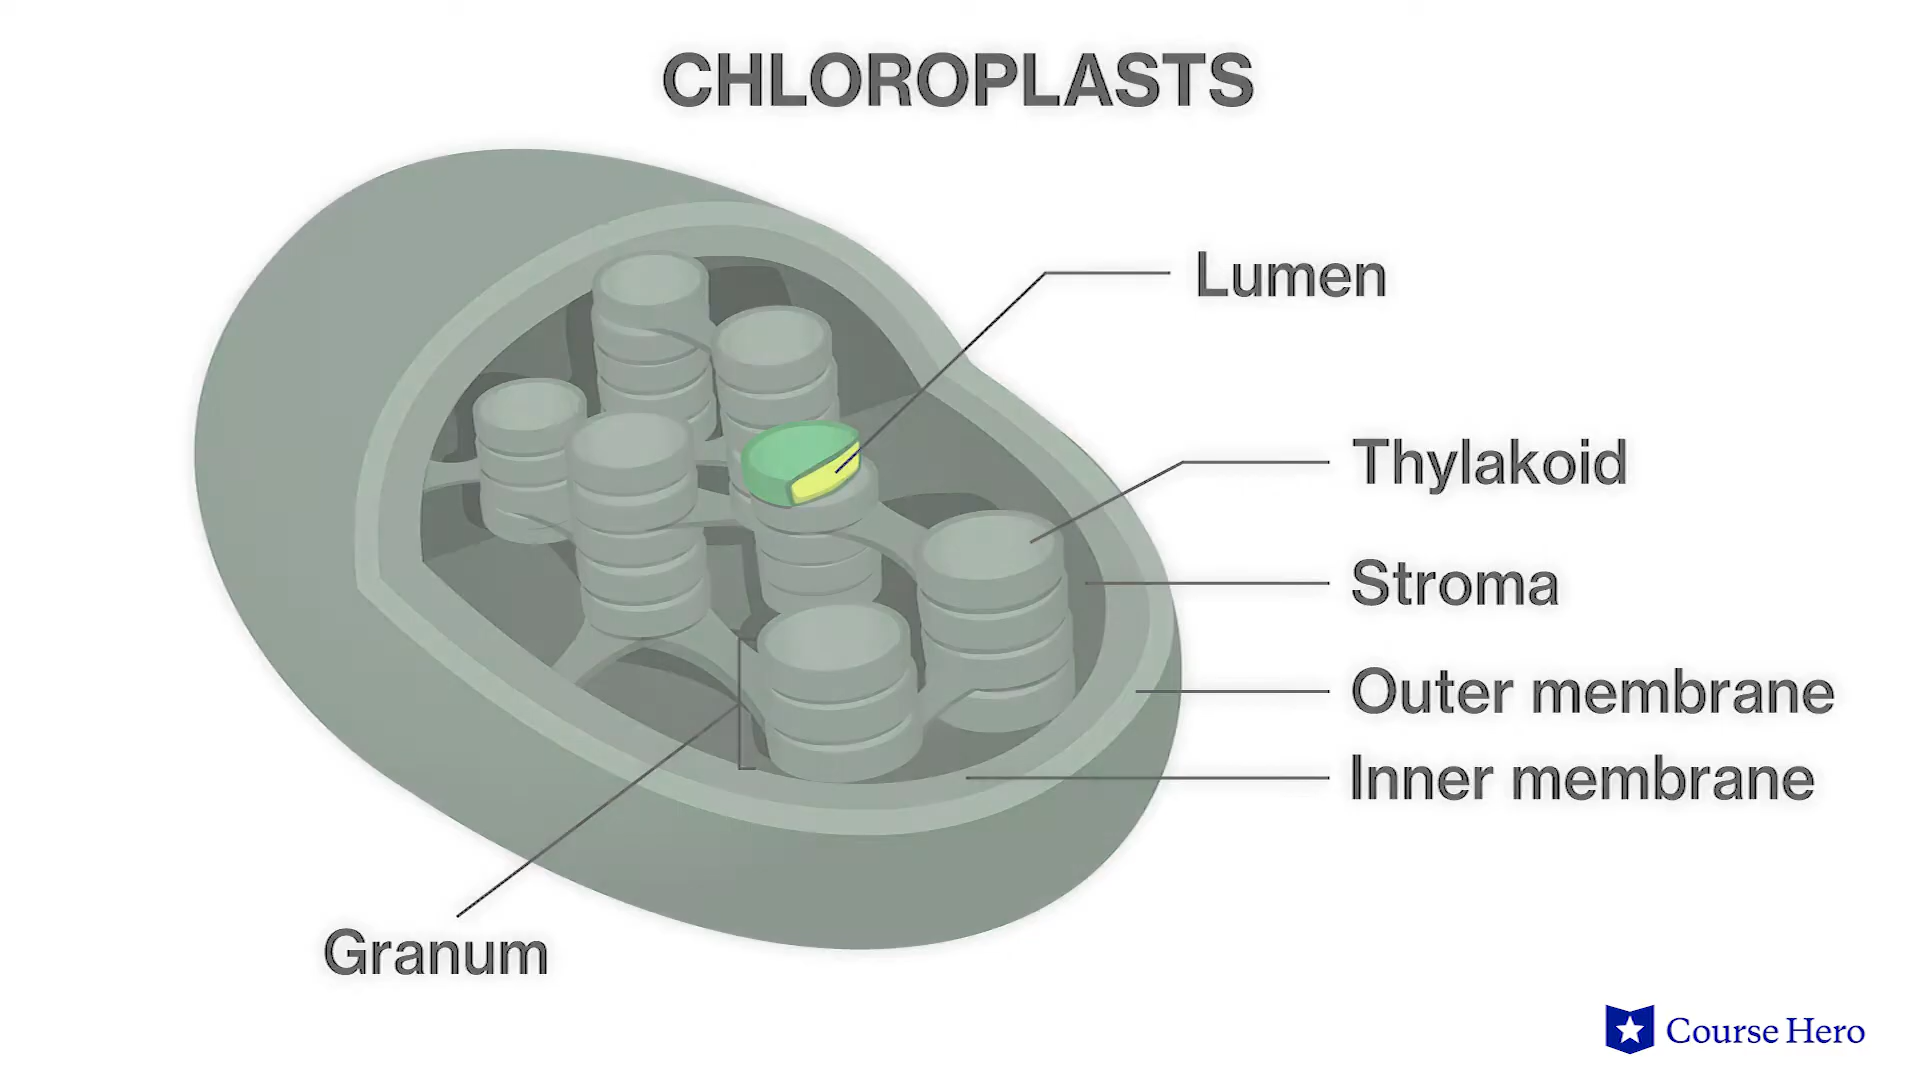 CHLOROPLASTS
Lumen
Thylakoid
Stroma
Outer membrane
Inner membrane
Granum
Course Hero